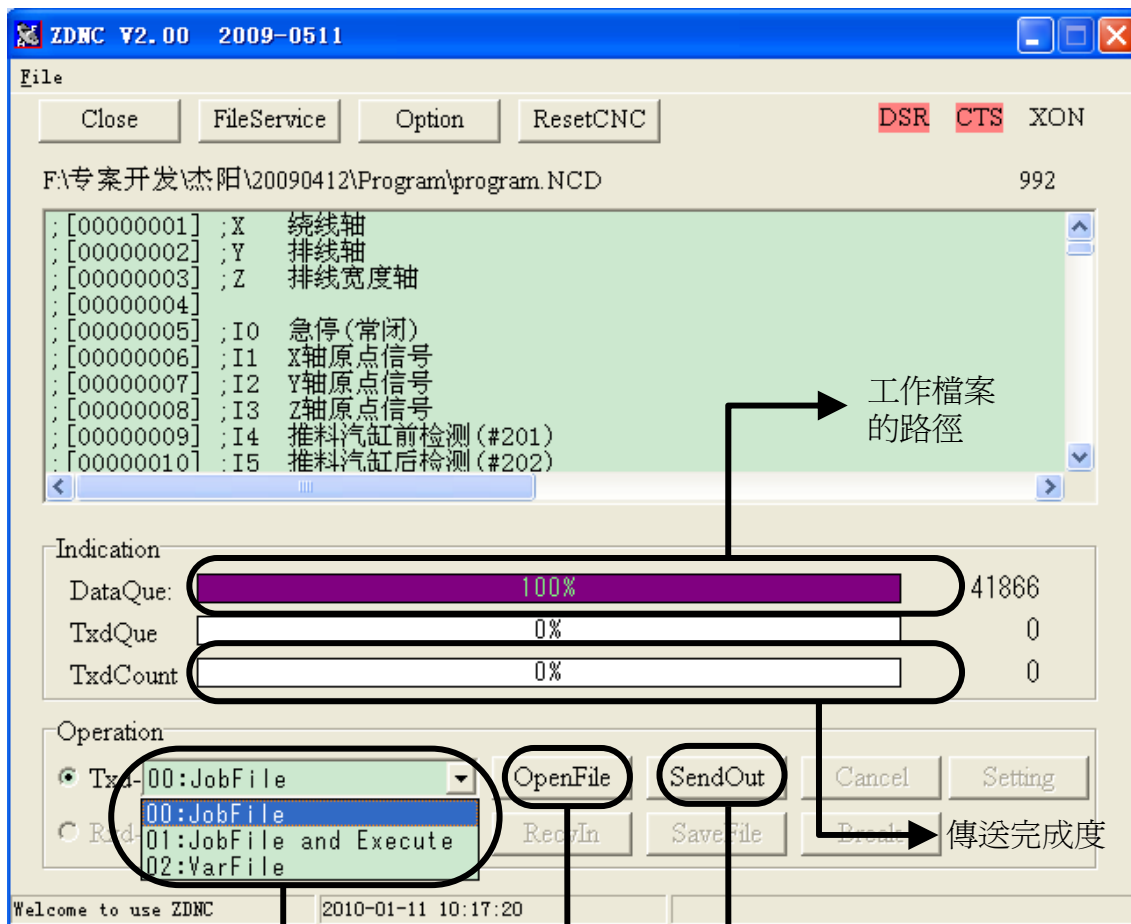 ZDNC V2.00 2009-0511
File
Close FileService Option ResetCNC DSR CTS XON
F:\专案开发\杰阳\20090412\Program\program.NCD 992
;[00000001] ;X 绕线轴
;[00000002] ;Y 排线轴
;[00000003] ;Z 排线宽度轴
;[00000004]
;[00000005] ;I0 急停(常闭)
;[00000006] ;I1 X轴原点信号
;[00000007] ;I2 Y轴原点信号
;[00000008] ;I3 Z轴原点信号
;[00000009] ;I4 推料汽缸前检测(#201)
;[00000010] ;I5 推料汽缸后检测(#202)
工作檔案
的路徑
Indication
DataQue: 100% 41866
TxdQue 0% 0
TxdCount 0% 0
Operation
Txd- 00:JobFile OpenFile SendOut Cancel Setting
00:JobFile
01:JobFile and Execute
02:VarFile
Rxd- RecvIn SaveFile Break
傳送完成度
Welcome to use ZDNC 2010-01-11 10:17:20